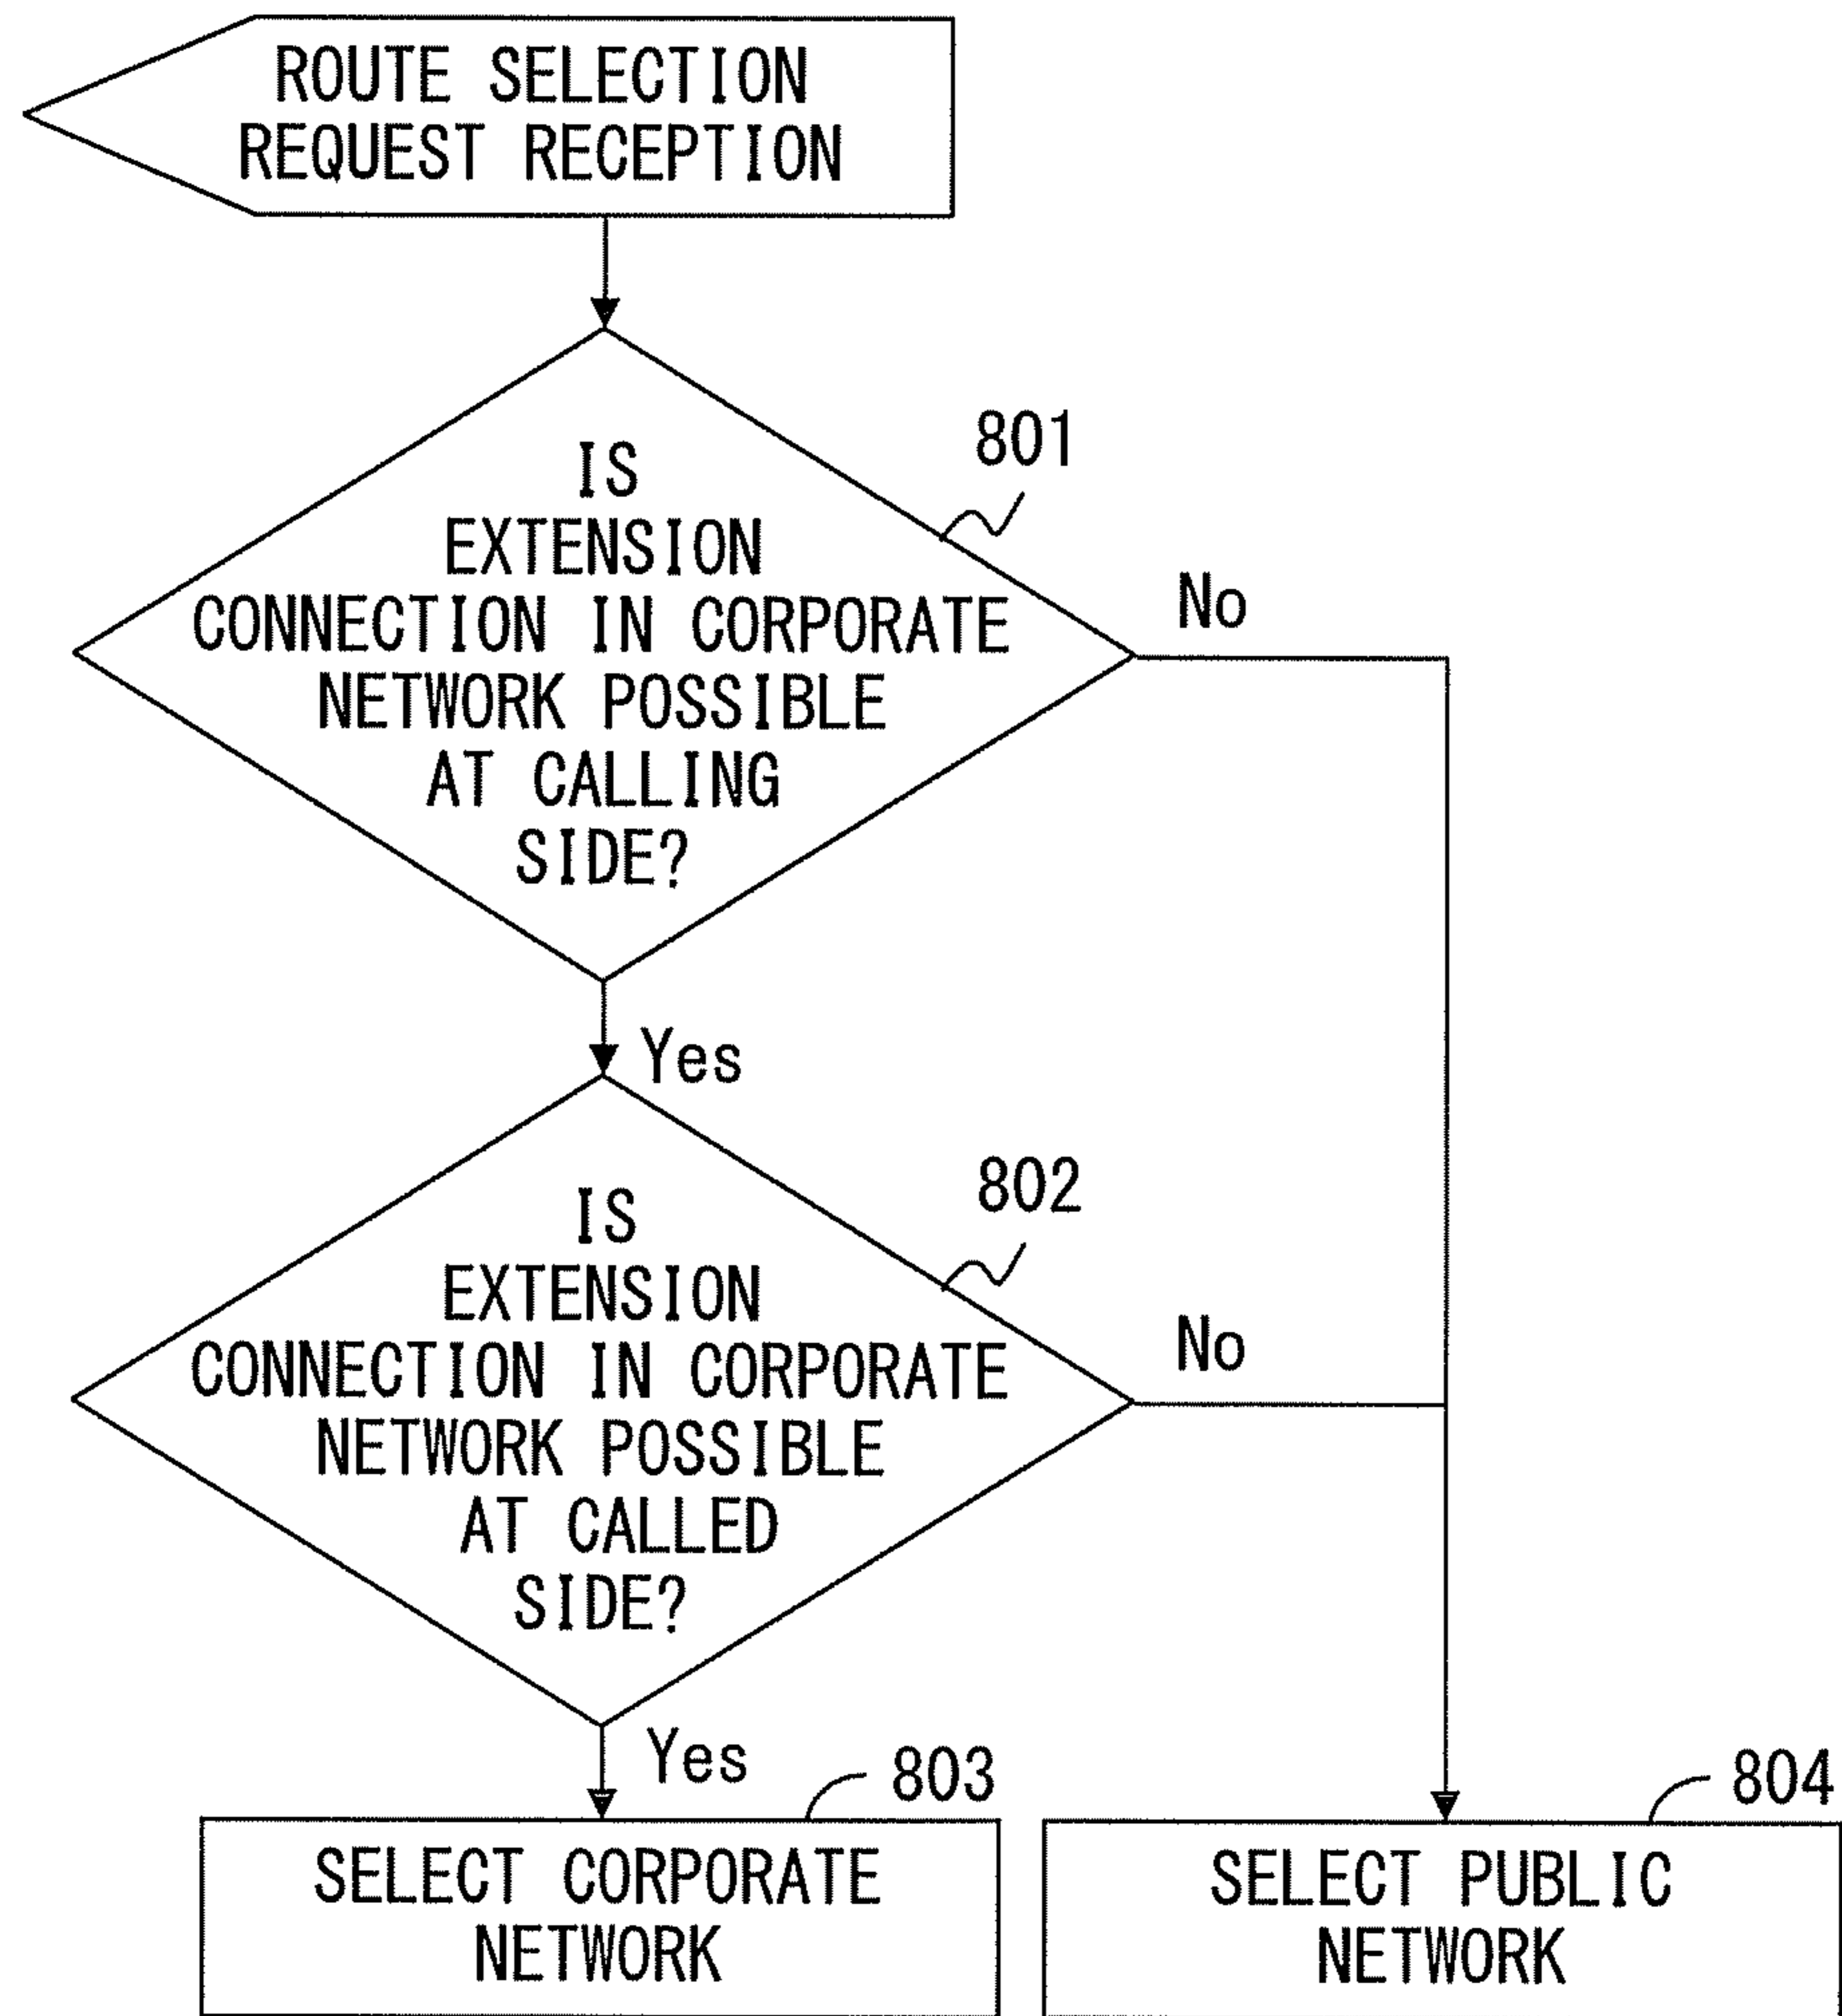 ROUTE SELECTION
REQUEST RECEPTION
801
IS
EXTENSION
CONNECTION IN CORPORATE
NETWORK POSSIBLE
AT CALLING
SIDE?
No
Yes
802
IS
EXTENSION
CONNECTION IN CORPORATE
NETWORK POSSIBLE
AT CALLED
SIDE?
No
Yes
803
SELECT CORPORATE
NETWORK
804
SELECT PUBLIC
NETWORK